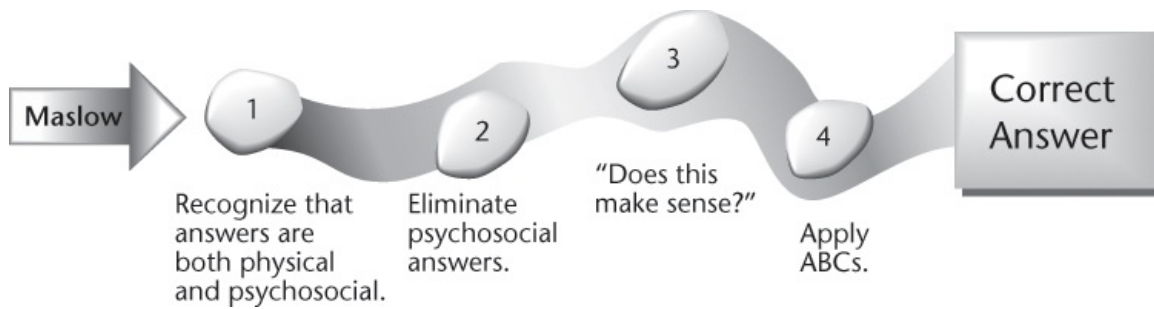 Maslow
1
Recognize that
answers are
both physical
and psychosocial.
2
Eliminate
psychosocial
answers.
3
“Does this
make sense?”
4
Apply
ABCs.
Correct
Answer